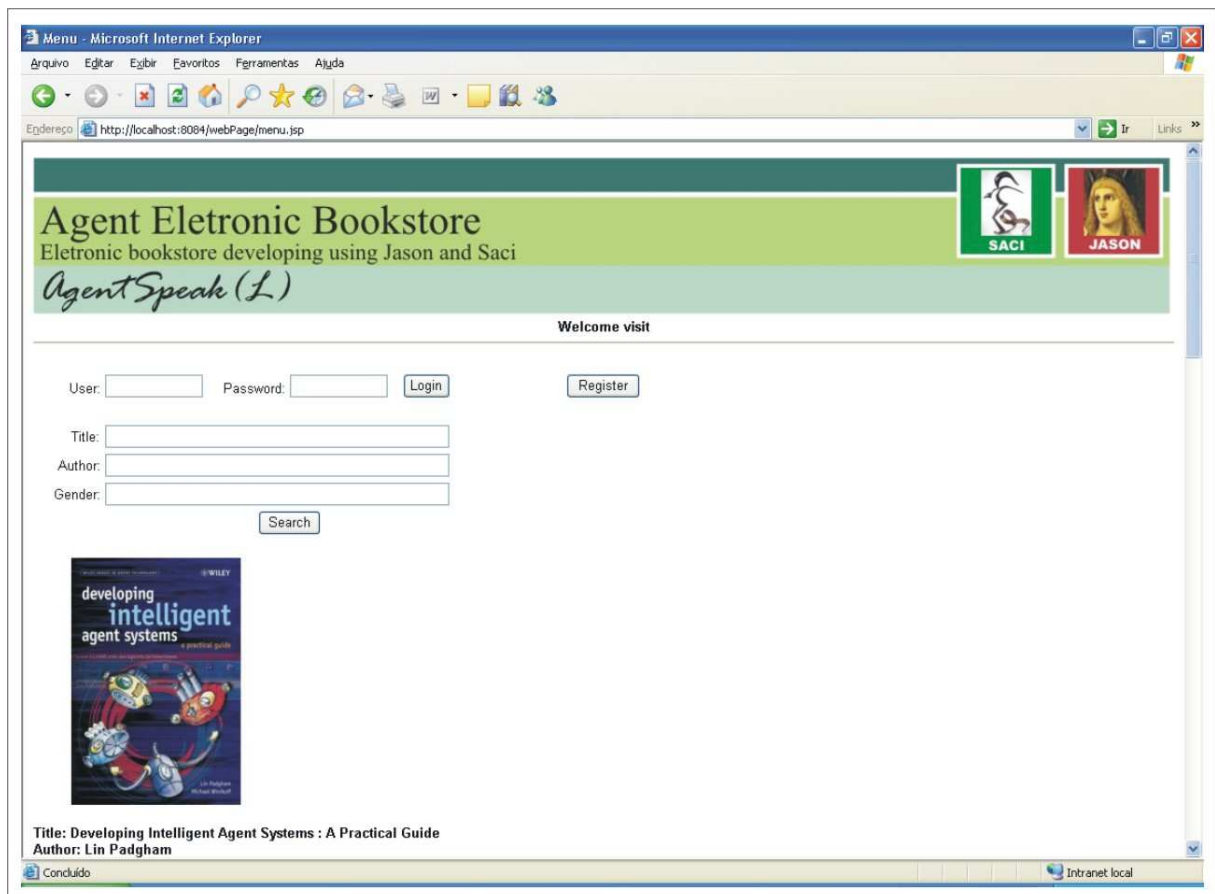 Menu - Microsoft Internet Explorer
Arquivo Editar Exibir Favoritos Ferramentas Ajuda
Endereço http://localhost:8084/webPage/menu.jsp Ir Links »
Agent Eletronic Bookstore
Eletronic bookstore developing using Jason and Saci
AgentSpeak (L)
SACI JASON
Welcome visit
User: Password: Login Register
Title:
Author:
Gender:
Search
WILEY
developing
intelligent
agent systems
a practical guide
Lin Padgham
Michael Winikoff
Title: Developing Intelligent Agent Systems : A Practical Guide
Author: Lin Padgham
Concluído Intranet local